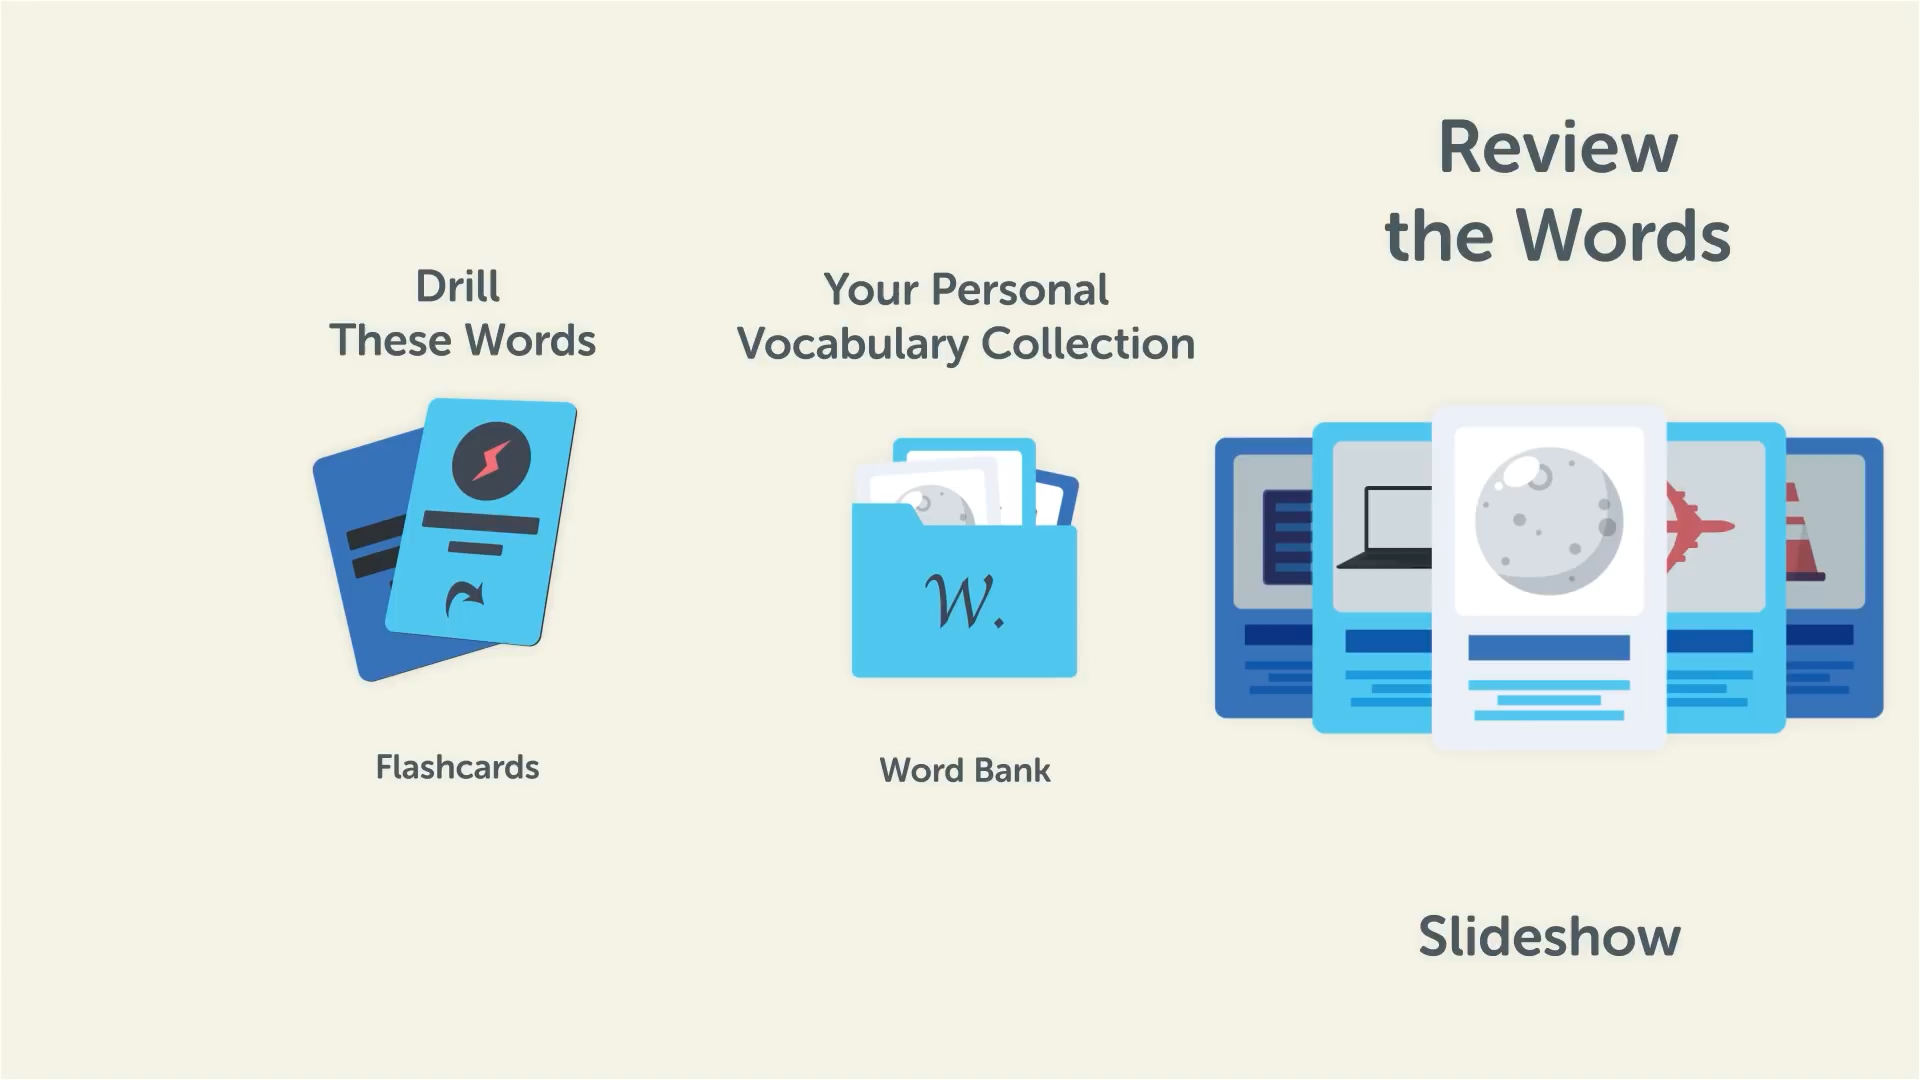 Drill
These Words
Flashcards
Your Personal
Vocabulary Collection
W.
Word Bank
Review
the Words
Slideshow